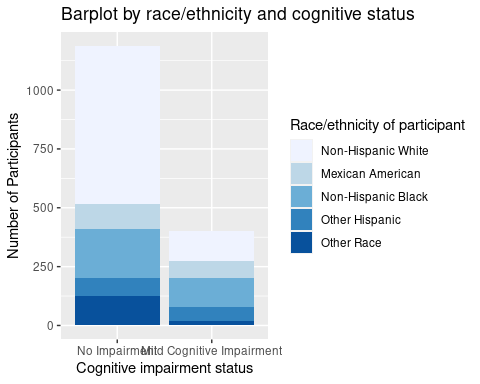 Barplot by race/ethnicity and cognitive status
Number of Participants
1000
750
500
250
0
No Impairment
Mild Cognitive Impairment
Cognitive impairment status
Race/ethnicity of participant
Non-Hispanic White
Mexican American
Non-Hispanic Black
Other Hispanic
Other Race